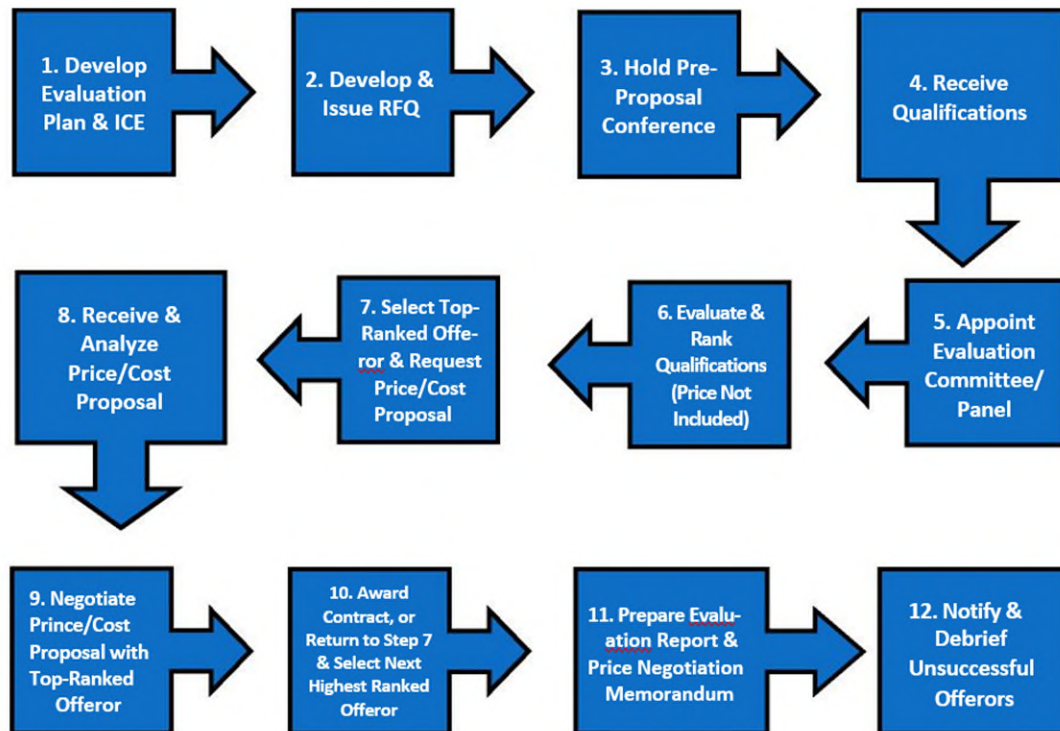 1. Develop
Evaluation
Plan & ICE
2. Develop &
Issue RFQ
3. Hold Pre-
Proposal
Conference
4. Receive
Qualifications
5. Appoint
Evaluation
Committee/
Panel
6. Evaluate &
Rank
Qualifications
(Price Not
Included)
7. Select Top-
Ranked Offe-
ror & Request
Price/Cost
Proposal
8. Receive &
Analyze
Price/Cost
Proposal
9. Negotiate
Prince/Cost
Proposal with
Top-Ranked
Offeror
10. Award
Contract, or
Return to Step 7
& Select Next
Highest Ranked
Offeror
11. Prepare Evalu-
ation Report &
Price Negotiation
Memorandum
12. Notify &
Debrief
Unsuccessful
Offerors